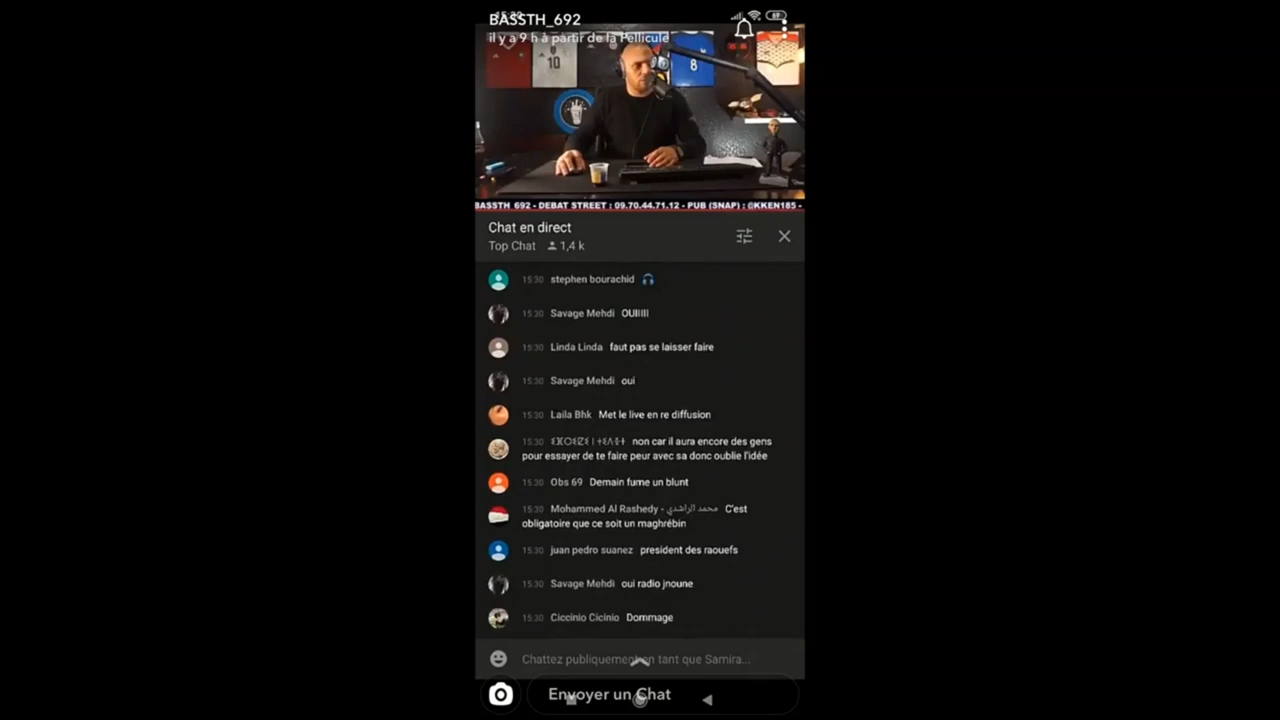 BASSTH_692
il y a 9 h à partir de la Pellicule
69
10
8
BASSTH_692 - DEBAT STREET : 09.70.44.71.12 - PUB (SNAP) : @KKEN185 -
Chat en direct
Top Chat 1,4 k
15:30 stephen bourachid 🎧
15:30 Savage Mehdi OUIIIII
15:30 Linda Linda faut pas se laisser faire
15:30 Savage Mehdi oui
15:30 Laila Bhk Met le live en re diffusion
15:30 non car il aura encore des gens
pour essayer de te faire peur avec sa donc oublie l'idée
15:30 Obs 69 Demain fume un blunt
15:30 Mohammed Al Rashedy - محمد الراشدي C'est
obligatoire que ce soit un maghrébin
15:30 juan pedro suanez president des raouefs
15:30 Savage Mehdi oui radio jnoune
15:30 Ciccinio Cicinio Dommage
Chattez publiquement en tant que Samira...
Envoyer un Chat